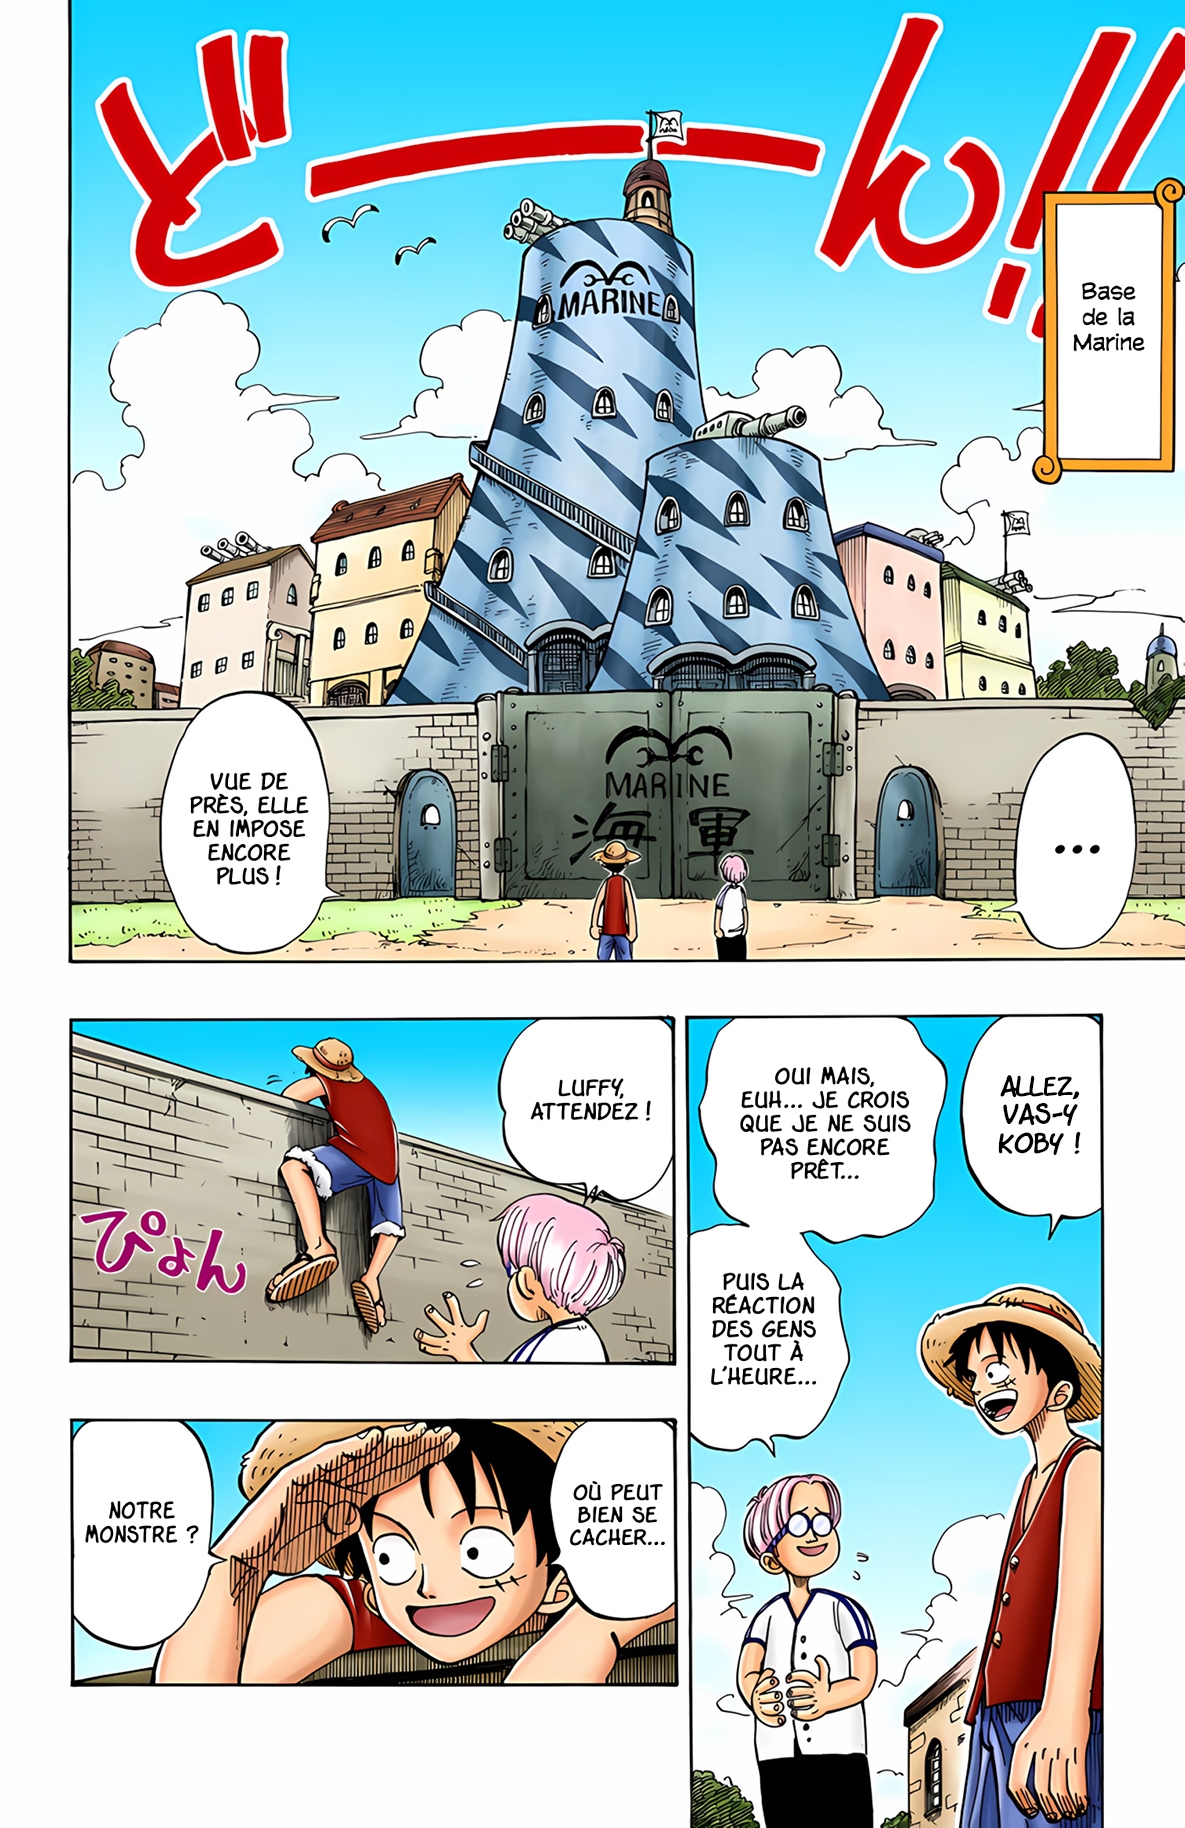 どーん!!
Base
de la
Marine
MARINE
MARINE
海軍
...
VUE DE
PRÈS, ELLE
EN IMPOSE
ENCORE
PLUS !
ALLEZ,
VAS-Y
KOBY !
OUI MAIS,
EUH... JE CROIS
QUE JE NE SUIS
PAS ENCORE
PRÊT...
PUIS LA
RÉACTION
DES GENS
TOUT À
L'HEURE...
LUFFY,
ATTENDEZ !
ぴょん
OÙ PEUT
BIEN SE
CACHER...
NOTRE
MONSTRE ?